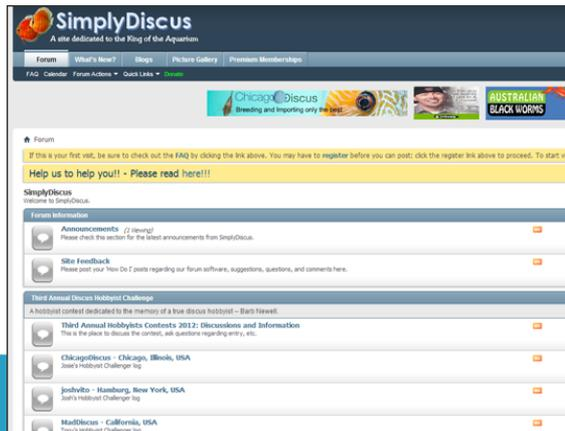 SimplyDiscus
A site dedicated to the King of the Aquarium
Forum What's New? Blogs Picture Gallery Premium Memberships
FAQ Calendar Forum Actions Quick Links Donate
Chicago Discus
Breeding and Importing only the best
AUSTRALIAN
BLACK WORMS
Forum
If this is your first visit, be sure to check out the FAQ by clicking the link above. You may have to register before you can post: click the register link above to proceed. To start v
Help us to help you!! - Please read here!!!
SimplyDiscus
Welcome to SimplyDiscus.
Forum Information
Announcements (2 Viewing)
Please check this section for the latest announcements from SimplyDiscus.
Site Feedback
Please post your 'How Do I' posts regarding our forum software, suggestions, questions, and comments here.
Third Annual Discus Hobbyist Challenge
A hobbyist contest dedicated to the memory of a true discus hobbyist -- Barb Newell.
Third Annual Hobbyists Contests 2012: Discussions and Information
This is the place to discuss the contest, ask questions regarding entry, etc.
ChicagoDiscus - Chicago, Illinois, USA
Josie's Hobbyist Challenger log
joshvito - Hamburg, New York, USA
Josh's Hobbyist Challenger log
MadDiscus - California, USA
Tony's Hobbyist Challenger log